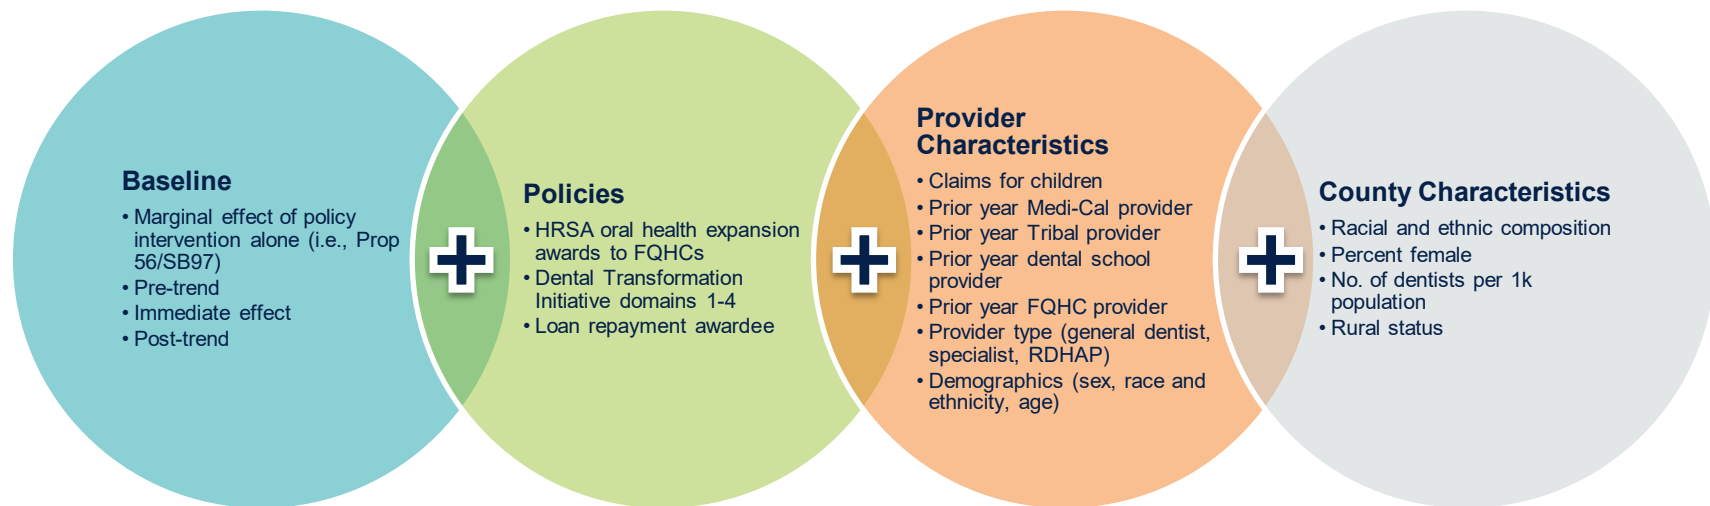 Baseline
• Marginal effect of policy
intervention alone (i.e., Prop
56/SB97)
• Pre-trend
• Immediate effect
• Post-trend
Policies
• HRSA oral health expansion
awards to FQHCs
• Dental Transformation
Initiative domains 1-4
• Loan repayment awardee
Provider
Characteristics
• Claims for children
• Prior year Medi-Cal provider
• Prior year Tribal provider
• Prior year dental school
provider
• Prior year FQHC provider
• Provider type (general dentist,
specialist, RDHAP)
• Demographics (sex, race and
ethnicity, age)
County Characteristics
• Racial and ethnic composition
• Percent female
• No. of dentists per 1k
population
• Rural status